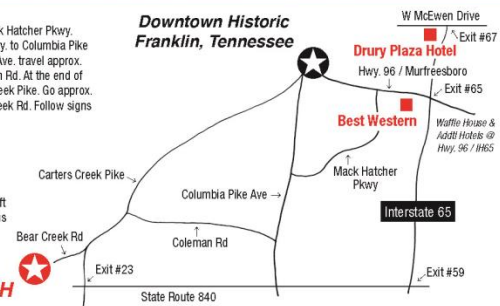 k Hatcher Pkwy.
y. to Columbia Pike
Ave. travel approx.
n Rd. At the end of
eek Pike. Go approx.
eek Rd. Follow signs
ft
s
H
Downtown Historic
Franklin, Tennessee
W McEwen Drive
Exit #67
Drury Plaza Hotel
Hwy. 96 / Murfreesboro
Exit #65
Best Western
Waffle House &
Addtl Hotels @
Hwy. 96 / IH65
Mack Hatcher
Pkwy
Carters Creek Pike
Columbia Pike Ave
Interstate 65
Bear Creek Rd
Coleman Rd
Exit #23
Exit #59
State Route 840